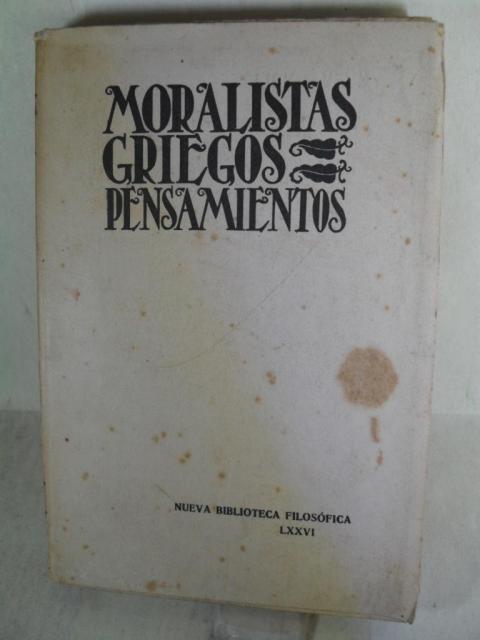 MORALISTAS
GRIEGOS
PENSAMIENTOS
NUEVA BIBLIOTECA FILOSÓFICA
LXXVI